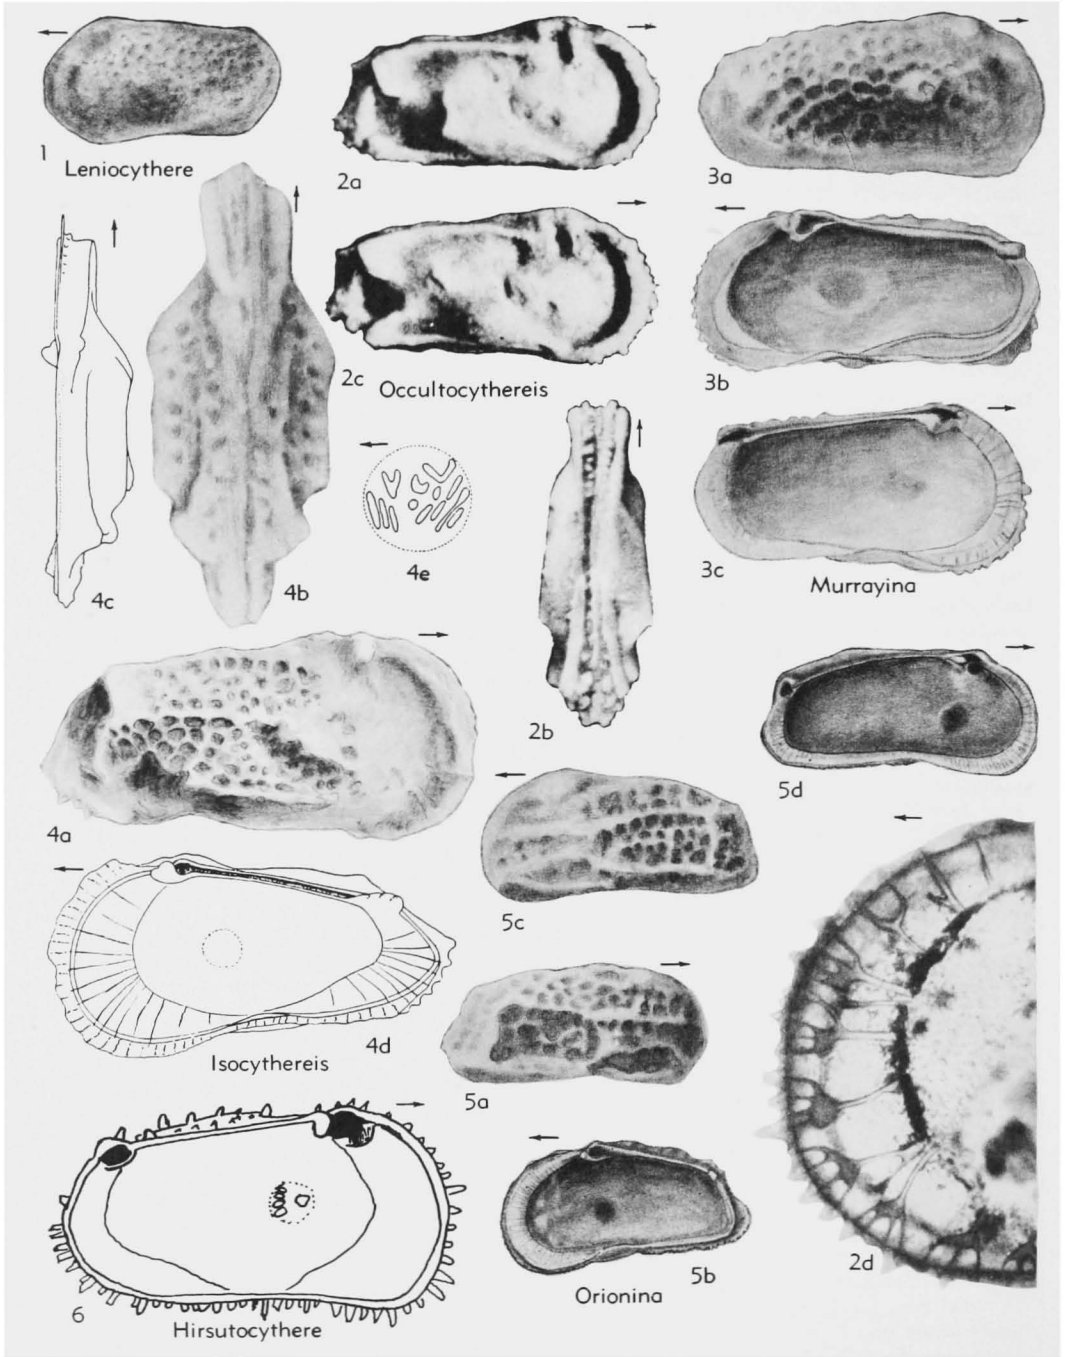 1
Leniocythere
2a
3a
4c
4b
2c
Occultocythereis
3b
4e
2b
3c
Murrayina
4a
5d
5c
4d
Isocythereis
5a
6
Hirsutocythere
5b
Orionina
2d